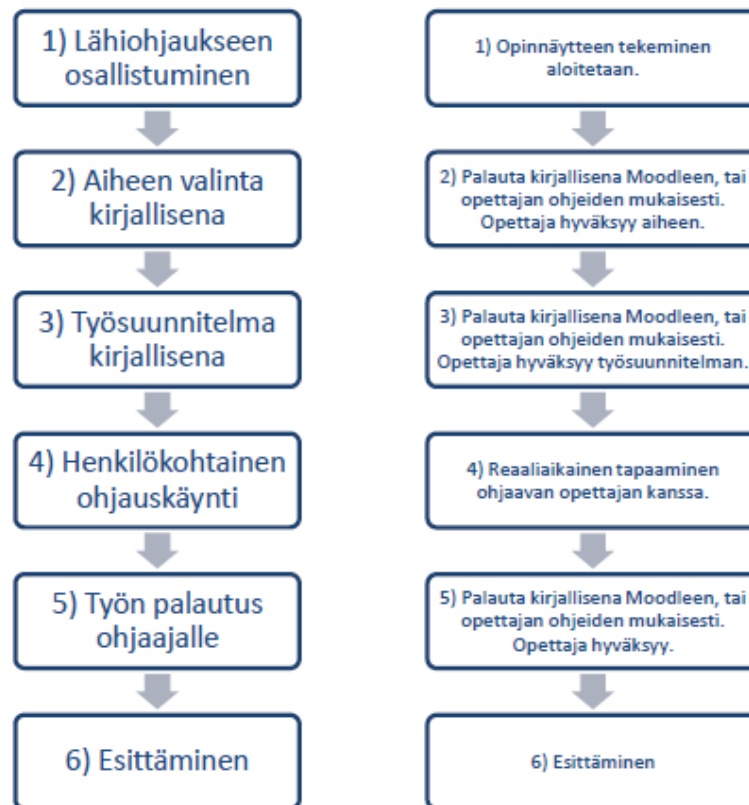 1) Lähiohjaukseen
osallistuminen
1) Opinnäytteen tekeminen
aloitetaan.
2) Aiheen valinta
kirjallisena
2) Palauta kirjallisena Moodleen, tai
opettajan ohjeiden mukaisesti.
Opettaja hyväksyy aiheen.
3) Työsuunnitelma
kirjallisena
3) Palauta kirjallisena Moodleen, tai
opettajan ohjeiden mukaisesti.
Opettaja hyväksyy työsuunnitelman.
4) Henkilökohtainen
ohjauskäynti
4) Reaaliaikainen tapaaminen
ohjaavan opettajan kanssa.
5) Työn palautus
ohjaajalle
5) Palauta kirjallisena Moodleen, tai
opettajan ohjeiden mukaisesti.
Opettaja hyväksyy.
6) Esittäminen
6) Esittäminen